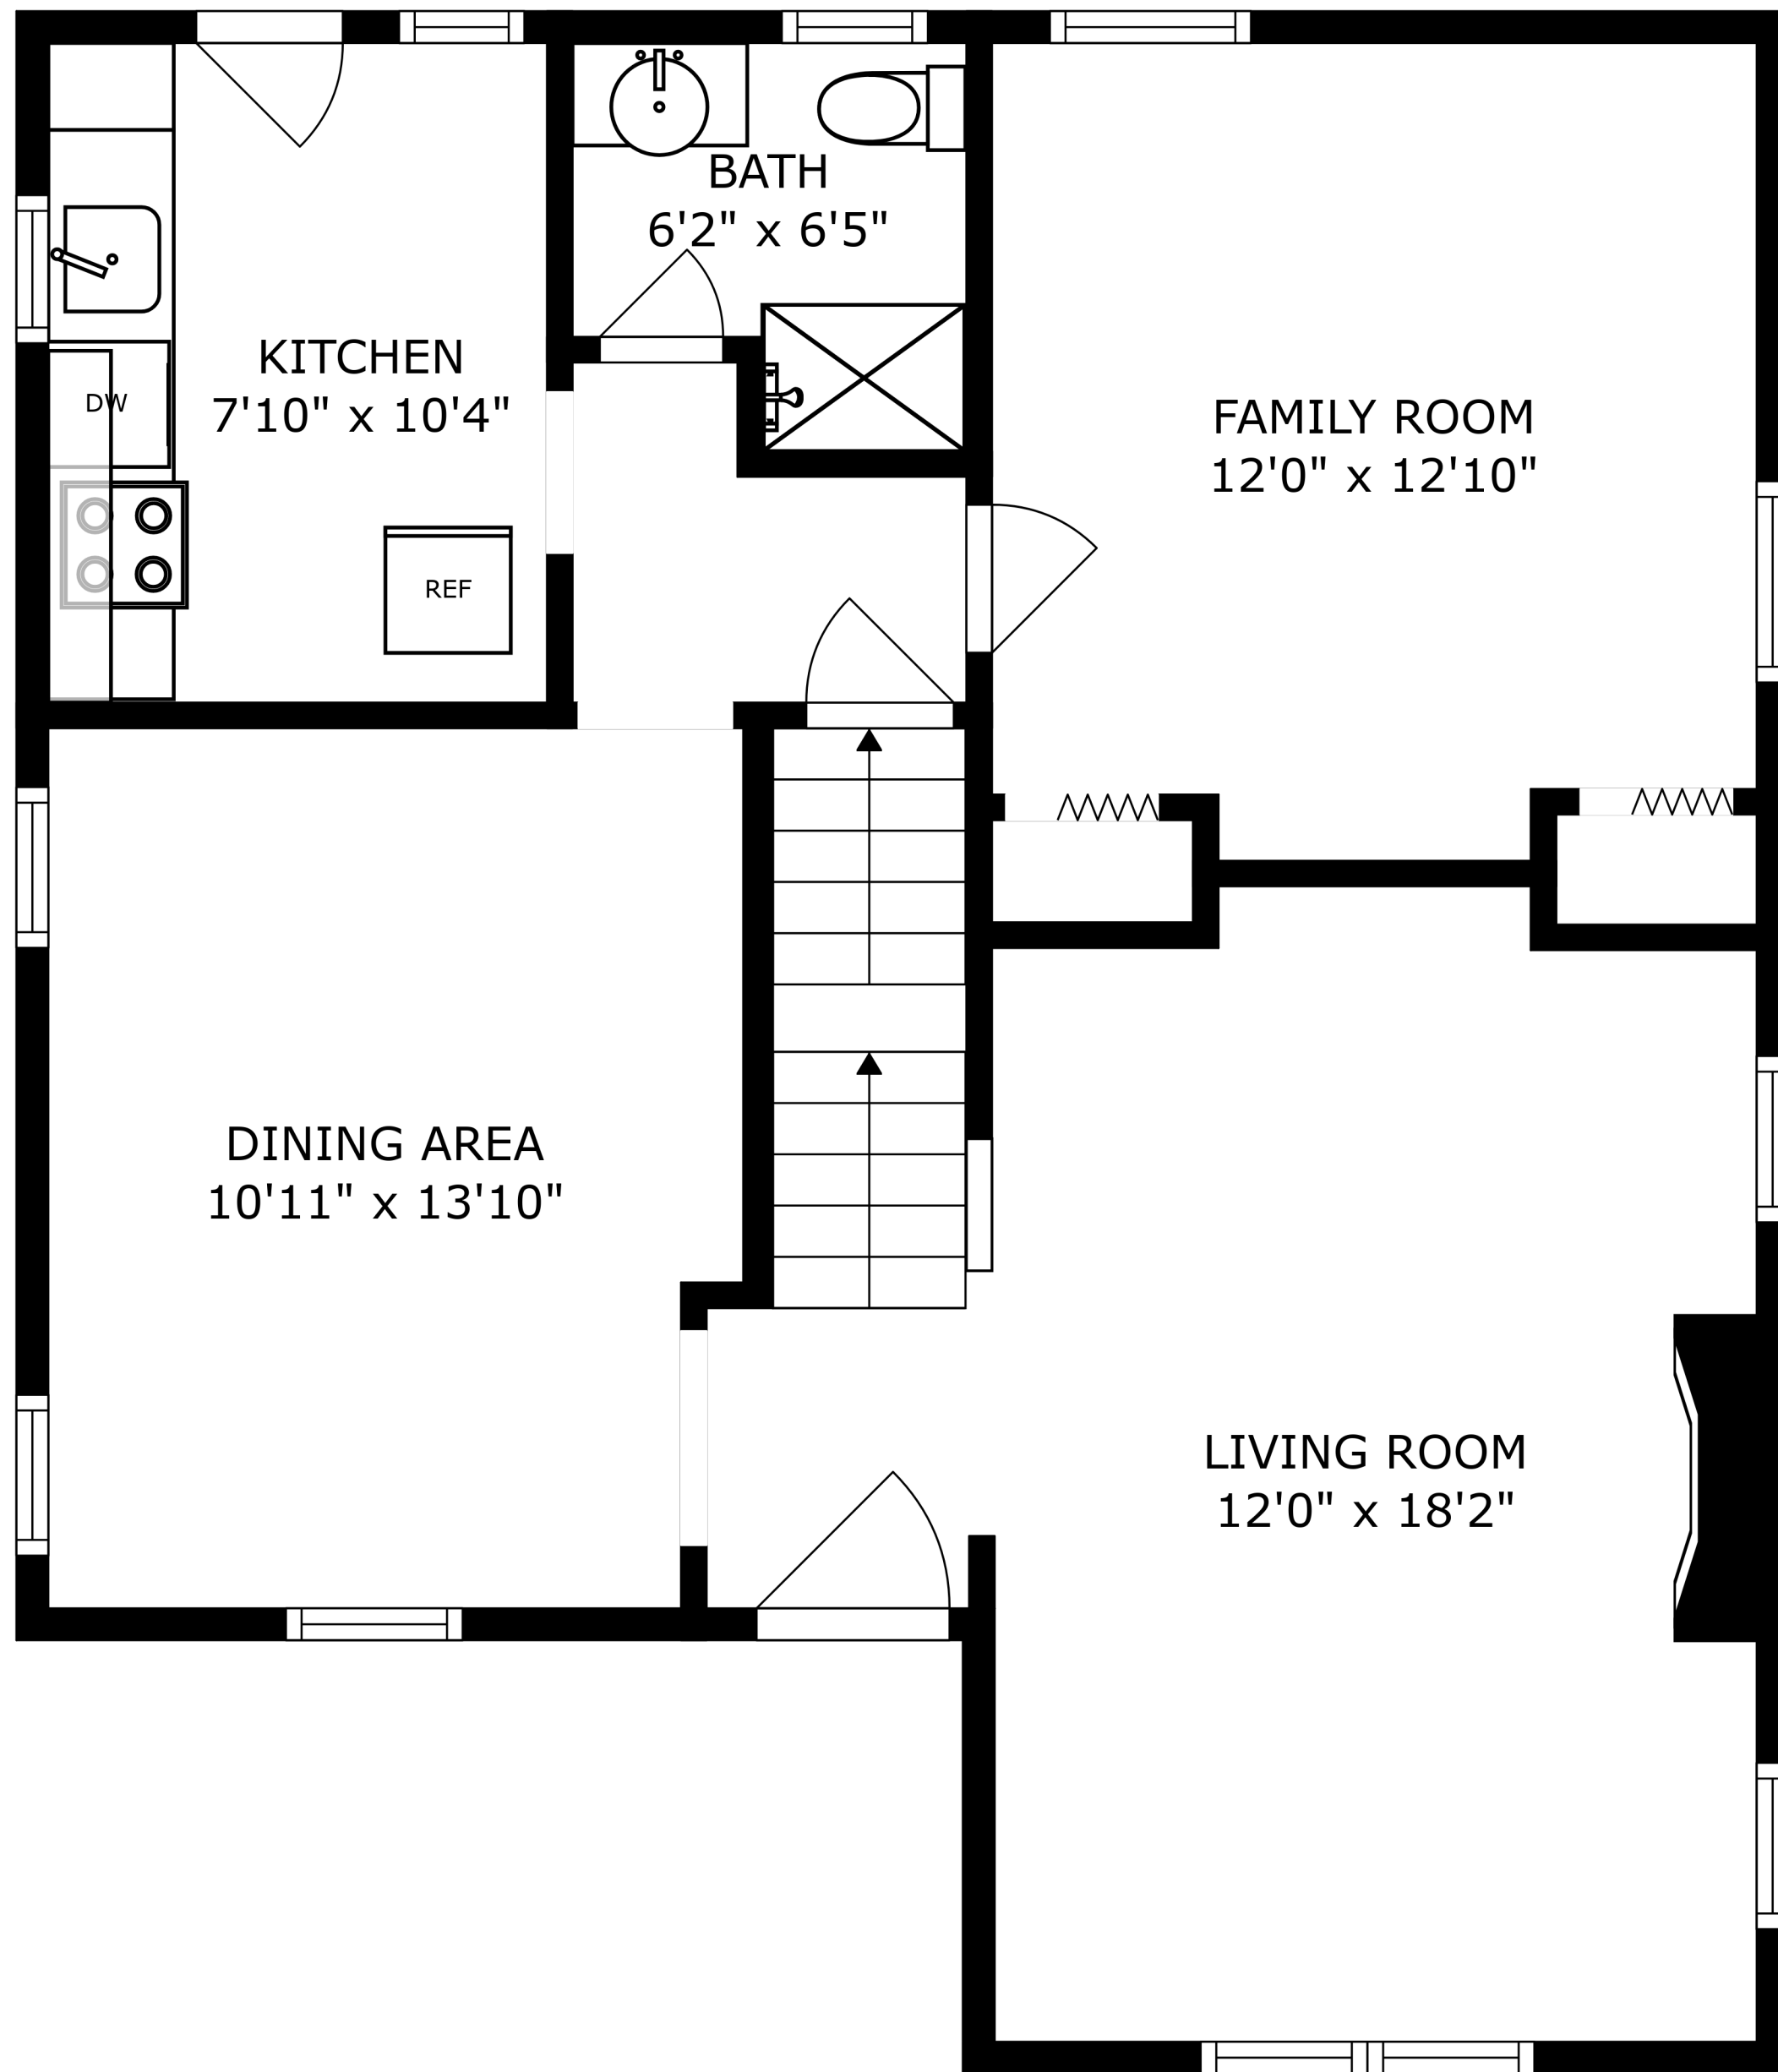 BATH
6'2" x 6'5"
KITCHEN
7'10" x 10'4"
DW
FAMILY ROOM
12'0" x 12'10"
REF
DINING AREA
10'11" x 13'10"
LIVING ROOM
12'0" x 18'2"